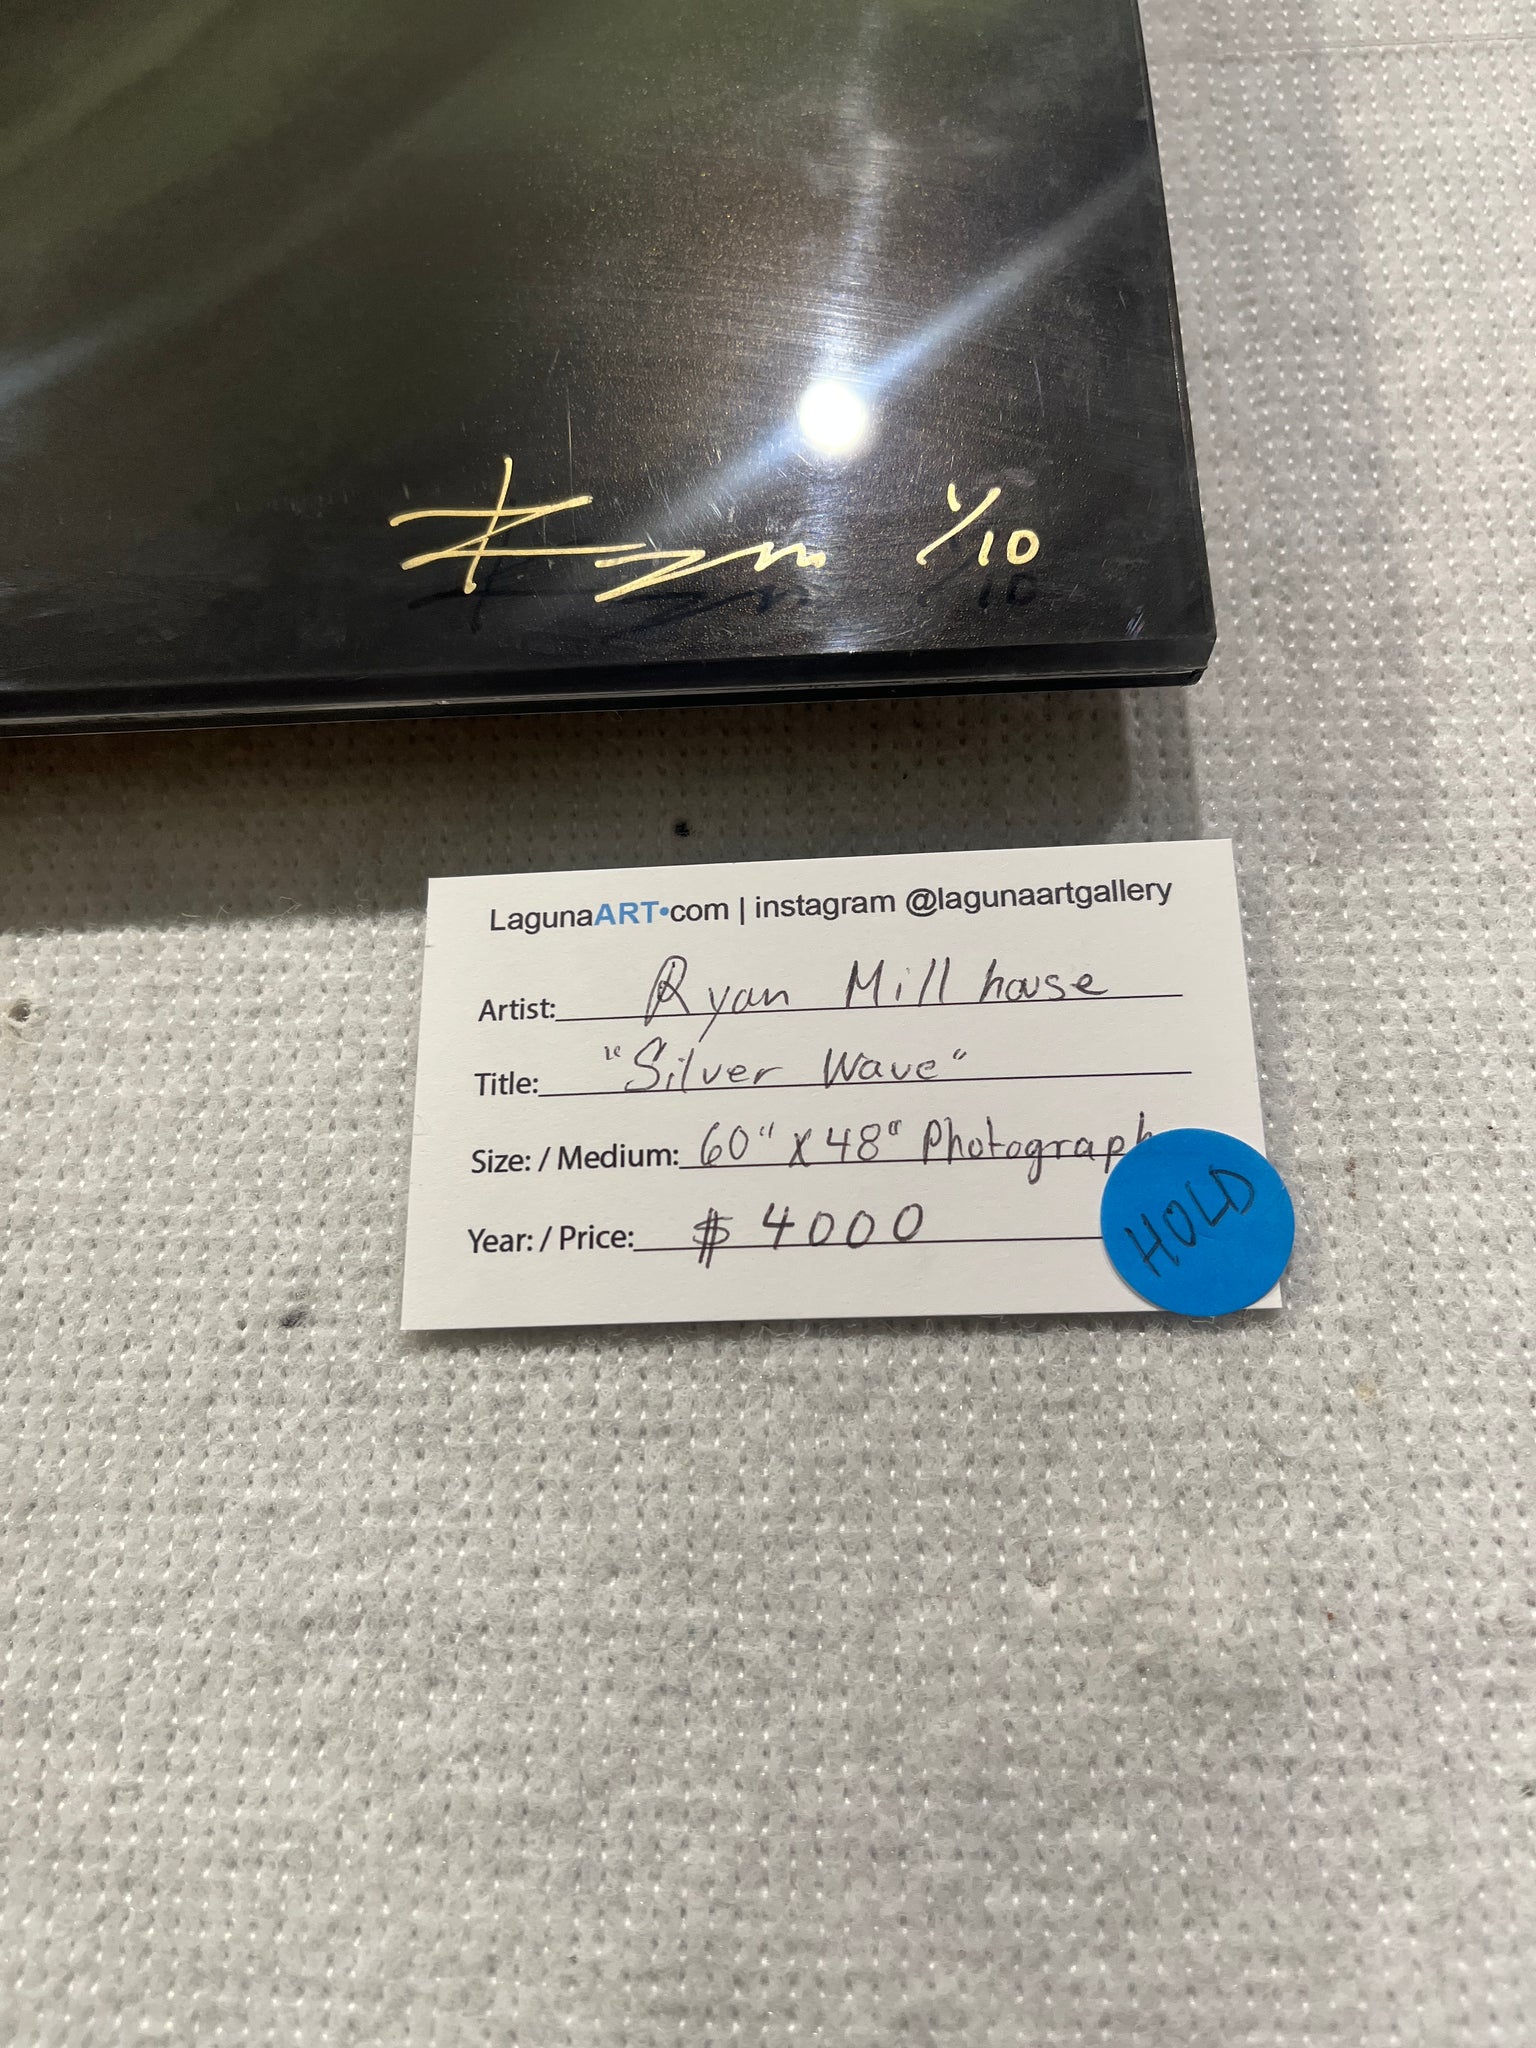 1/10
LagunaART•com | instagram @lagunaartgallery
Artist: Ryan Millhouse
Title: "Silver Wave"
Size: / Medium: 60" x 48" Photograph
Year: / Price: $ 4000
HOLD